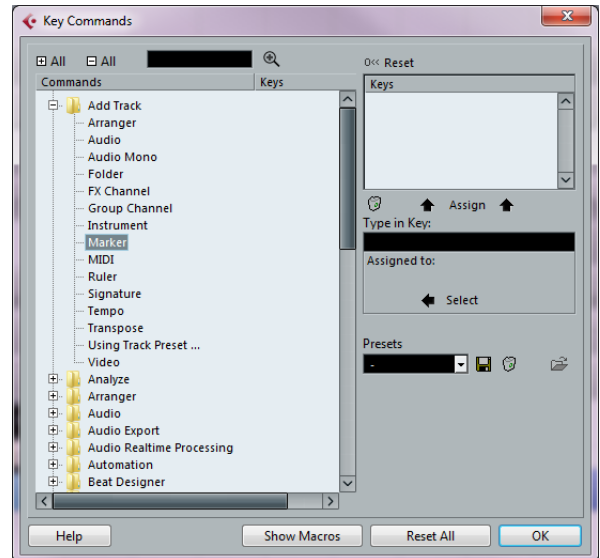 Key Commands
All All
Commands Keys
Add Track
Arranger
Audio
Audio Mono
Folder
FX Channel
Group Channel
Instrument
Marker
MIDI
Ruler
Signature
Tempo
Transpose
Using Track Preset ...
Video
Analyze
Arranger
Audio
Audio Export
Audio Realtime Processing
Automation
Beat Designer
Reset
Keys
Assign
Type in Key:
Assigned to:
Select
Presets
-
Help Show Macros Reset All OK